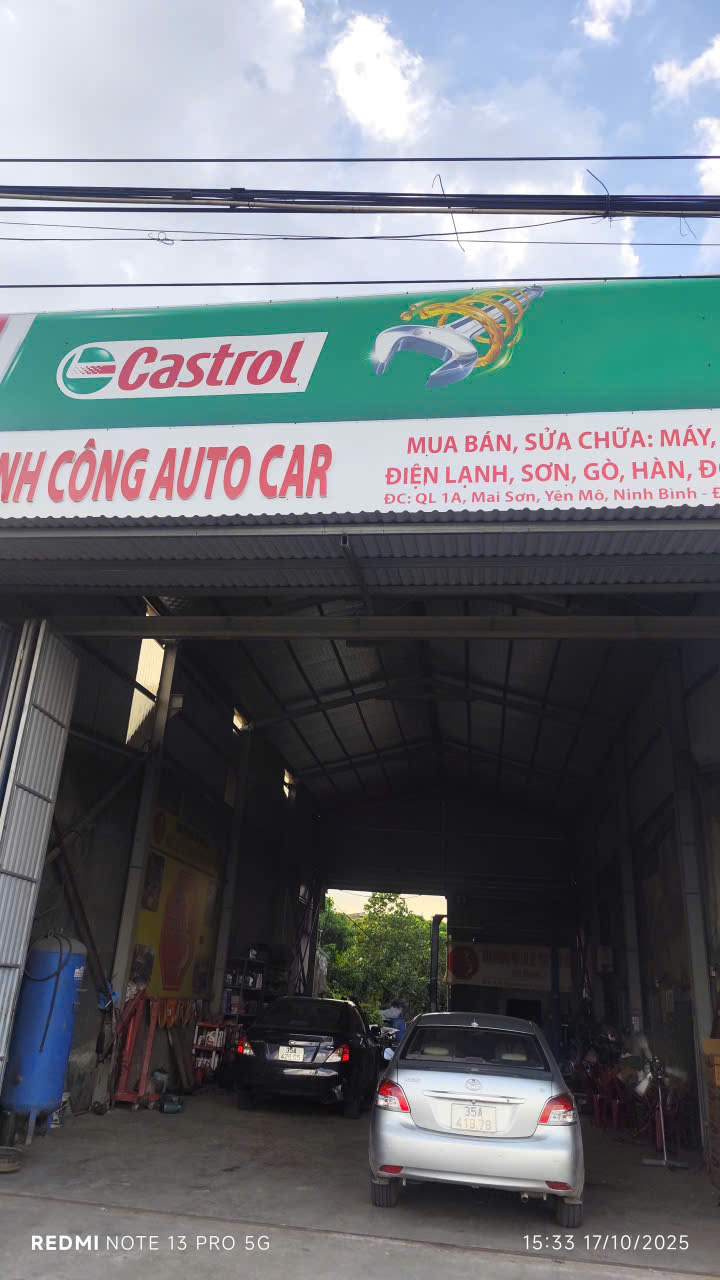 Castrol
NH CÔNG AUTO CAR
MUA BÁN, SỬA CHỮA: MÁY,
ĐIỆN LẠNH, SƠN, GÒ, HÀN,
ĐC: QL 1A, Mai Sơn, Yên Mô, Ninh Bình -
35A
35A
419.78
REDMI NOTE 13 PRO 5G
15:33 17/10/2025